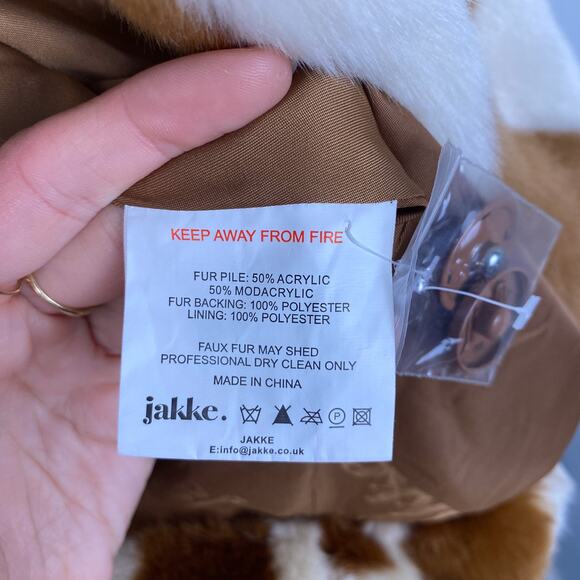 KEEP AWAY FROM FIRE
FUR PILE: 50% ACRYLIC
50% MODACRYLIC
FUR BACKING: 100% POLYESTER
LINING: 100% POLYESTER
FAUX FUR MAY SHED
PROFESSIONAL DRY CLEAN ONLY
MADE IN CHINA
jakke.
P
JAKKE
E:info@jakke.co.uk